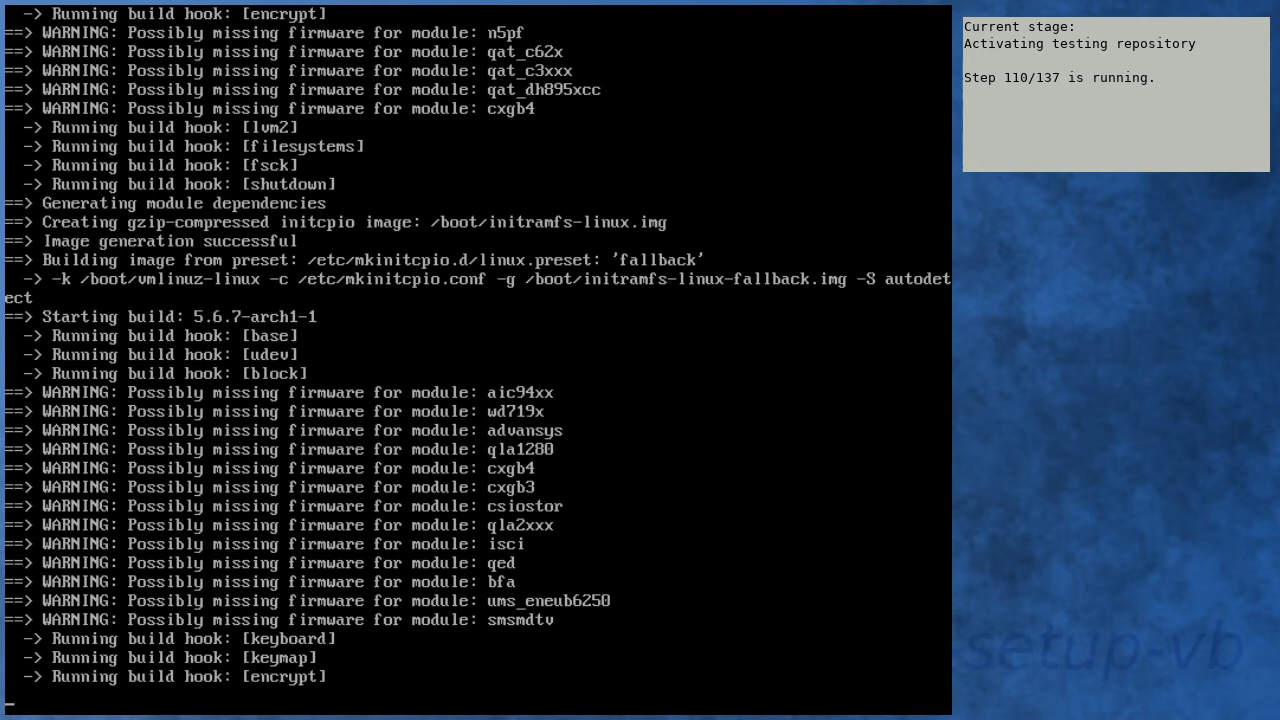 -> Running build hook: [encrypt]
==> WARNING: Possibly missing firmware for module: n5pf
==> WARNING: Possibly missing firmware for module: qat_c62x
==> WARNING: Possibly missing firmware for module: qat_c3xxx
==> WARNING: Possibly missing firmware for module: qat_dh895xcc
==> WARNING: Possibly missing firmware for module: cxgb4
  -> Running build hook: [lvm2]
  -> Running build hook: [filesystems]
  -> Running build hook: [fsck]
  -> Running build hook: [shutdown]
==> Generating module dependencies
==> Creating gzip-compressed initcpio image: /boot/initramfs-linux.img
==> Image generation successful
==> Building image from preset: /etc/mkinitcpio.d/linux.preset: 'fallback'
  -> -k /boot/vmlinuz-linux -c /etc/mkinitcpio.conf -g /boot/initramfs-linux-fallback.img -S autodet
ect
==> Starting build: 5.6.7-arch1-1
  -> Running build hook: [base]
  -> Running build hook: [udev]
  -> Running build hook: [block]
==> WARNING: Possibly missing firmware for module: aic94xx
==> WARNING: Possibly missing firmware for module: wd719x
==> WARNING: Possibly missing firmware for module: advansys
==> WARNING: Possibly missing firmware for module: qla1280
==> WARNING: Possibly missing firmware for module: cxgb4
==> WARNING: Possibly missing firmware for module: cxgb3
==> WARNING: Possibly missing firmware for module: csiostor
==> WARNING: Possibly missing firmware for module: qla2xxx
==> WARNING: Possibly missing firmware for module: isci
==> WARNING: Possibly missing firmware for module: qed
==> WARNING: Possibly missing firmware for module: bfa
==> WARNING: Possibly missing firmware for module: ums_eneub6250
==> WARNING: Possibly missing firmware for module: smsmdtv
  -> Running build hook: [keyboard]
  -> Running build hook: [keymap]
  -> Running build hook: [encrypt]
_
Current stage:
Activating testing repository
Step 110/137 is running.
setup-vb